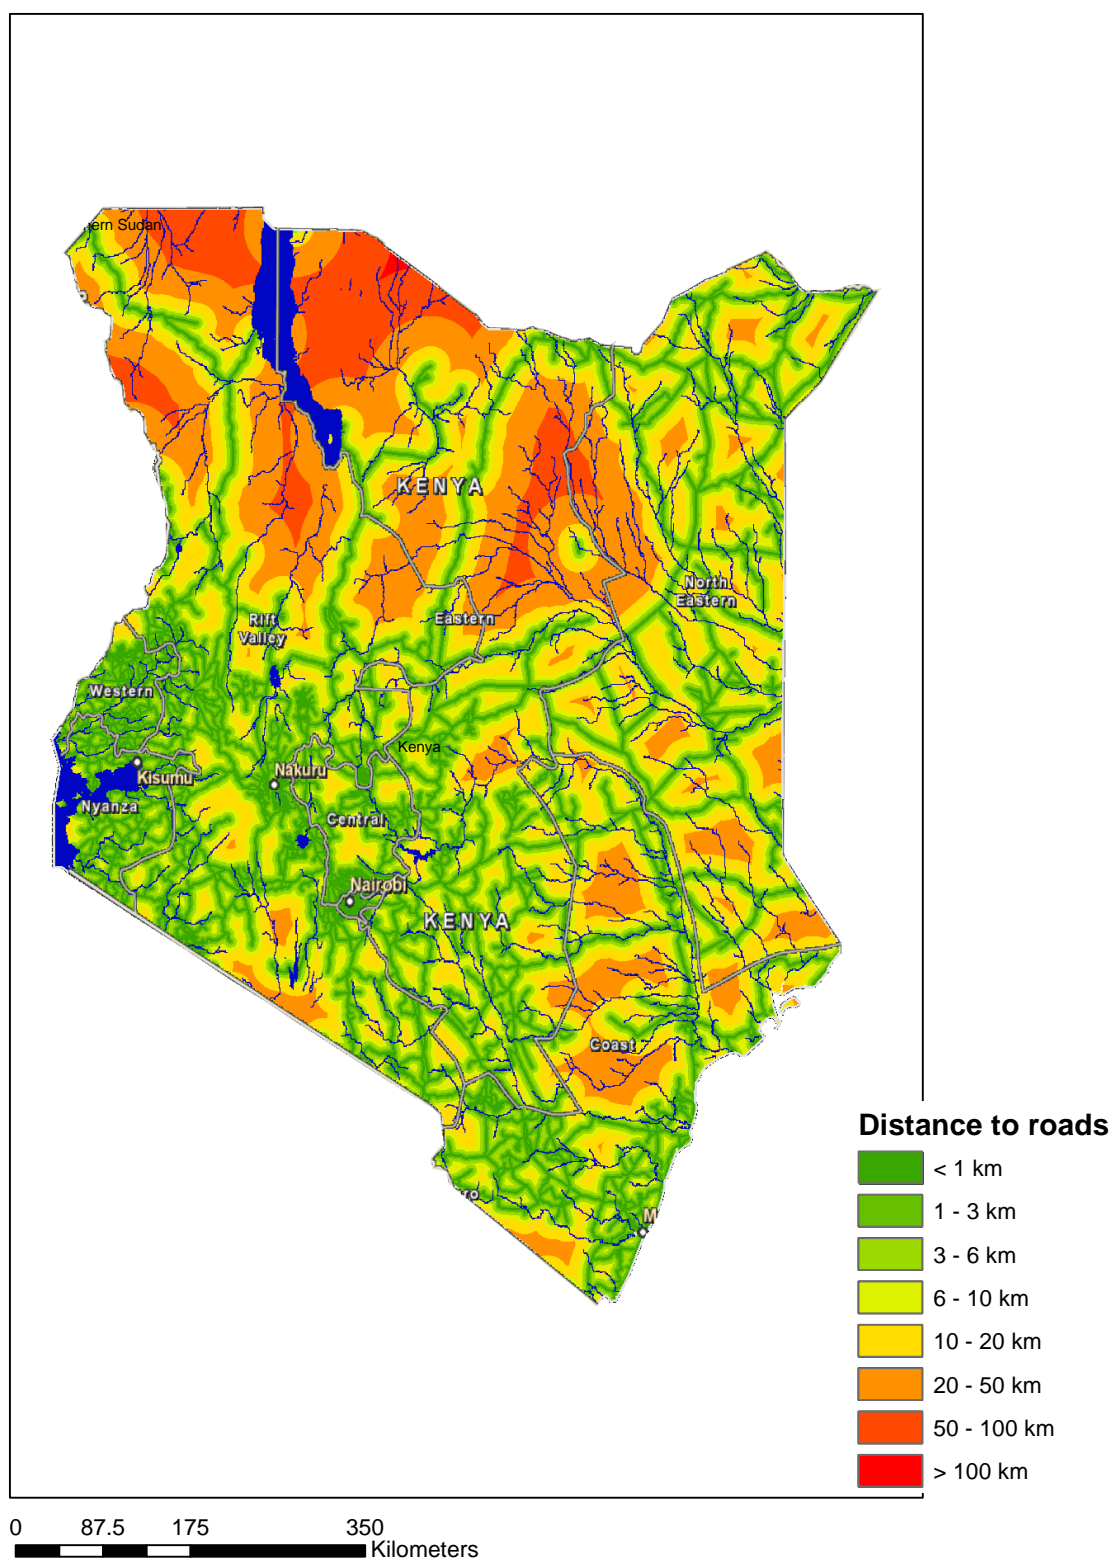 ern Sudan
KENYA
North
Eastern
Rift
Valley
Eastern
Western
Kenya
Kisumu
Nakuru
Nyanza
Central
Nairobi
KENYA
Coast
ro
M
Distance to roads
< 1 km
1 - 3 km
3 - 6 km
6 - 10 km
10 - 20 km
20 - 50 km
50 - 100 km
> 100 km
0 87.5 175 350
Kilometers